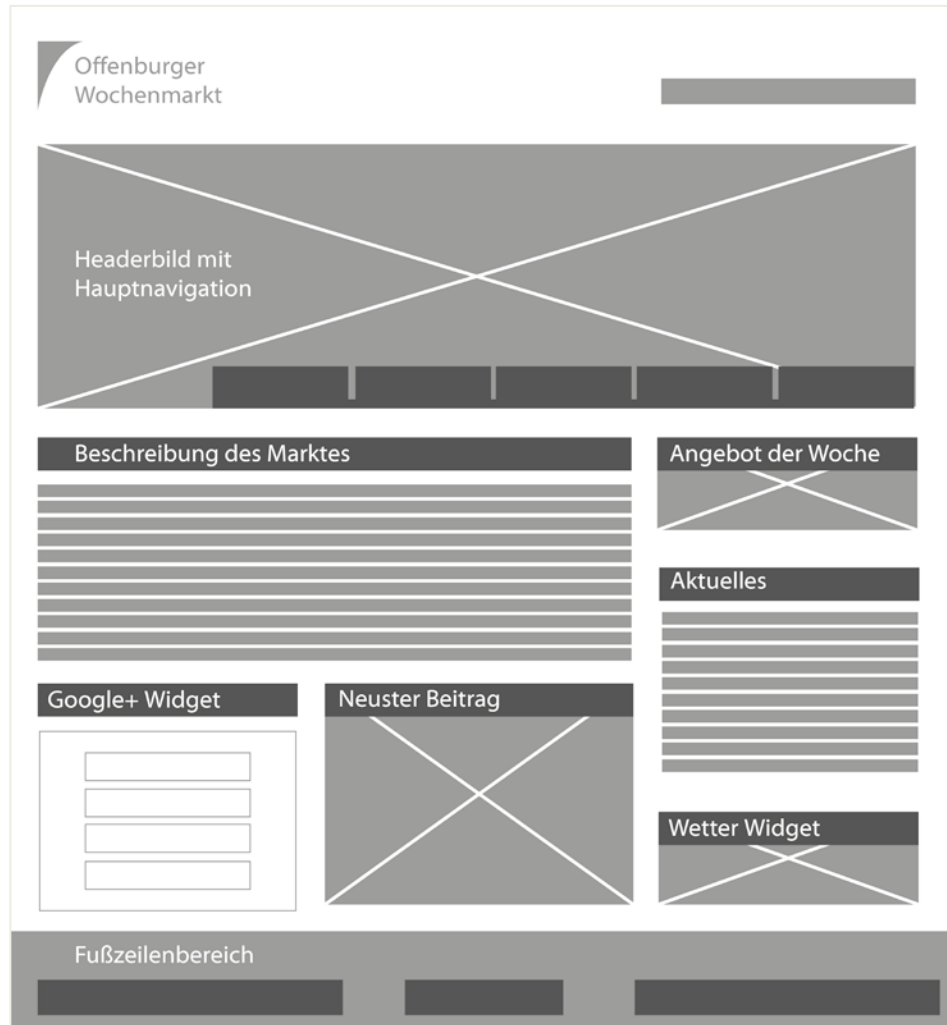 Offenburger
Wochenmarkt
Headerbild mit
Hauptnavigation
Beschreibung des Marktes
Angebot der Woche
Aktuelles
Google+ Widget
Neuster Beitrag
Wetter Widget
Fußzeilenbereich